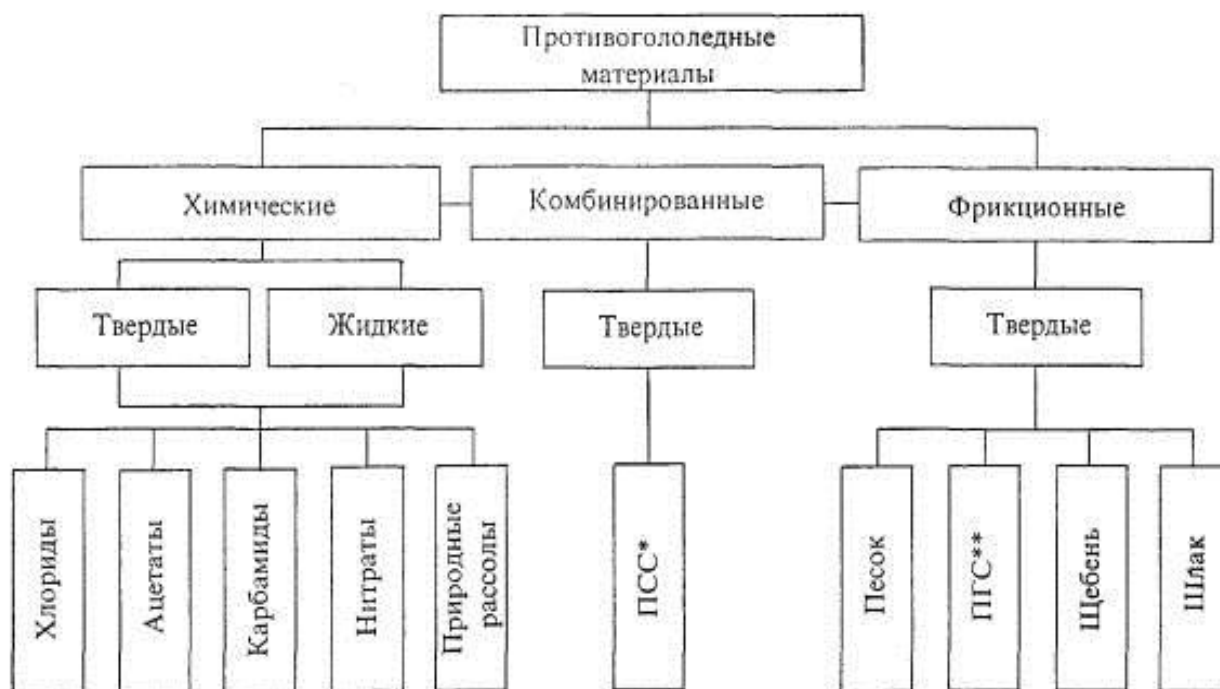 Противогололедные
материалы
Химические
Комбинированные
Фрикционные
Твердые
Жидкие
Твердые
Твердые
Хлориды
Ацетаты
Карбамиды
Нитраты
Природные
рассолы
ПСС*
Песок
ПГС**
Щебень
Шлак